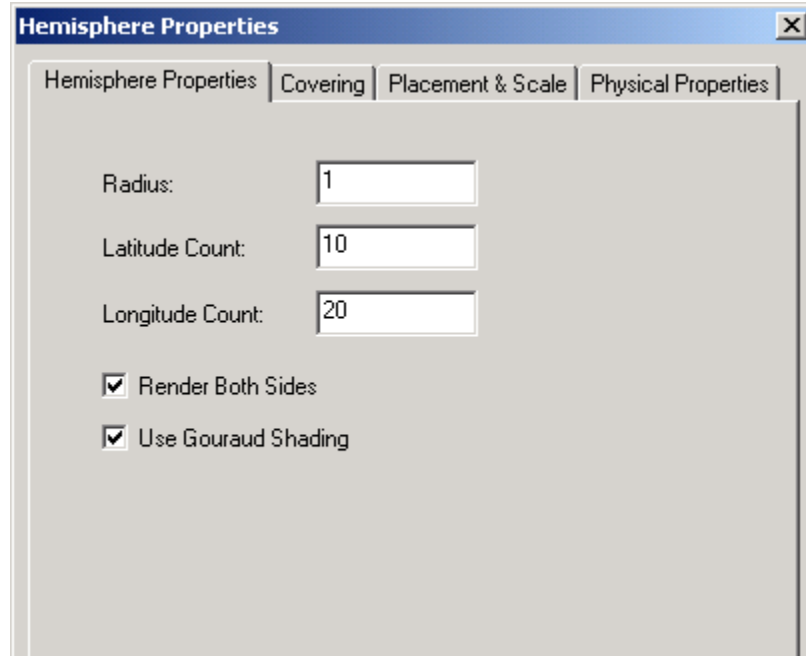 Hemisphere Properties
Hemisphere Properties Covering Placement & Scale Physical Properties
Radius: 1
Latitude Count: 10
Longitude Count: 20
Render Both Sides
Use Gouraud Shading